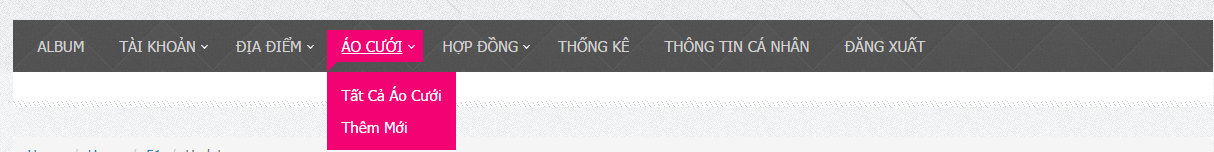 ALBUM TÀI KHOẢN ĐỊA ĐIỂM ÁO CƯỚI HỢP ĐỒNG THỐNG KÊ THÔNG TIN CÁ NHÂN ĐĂNG XUẤT
Tất Cả Áo Cưới
Thêm Mới